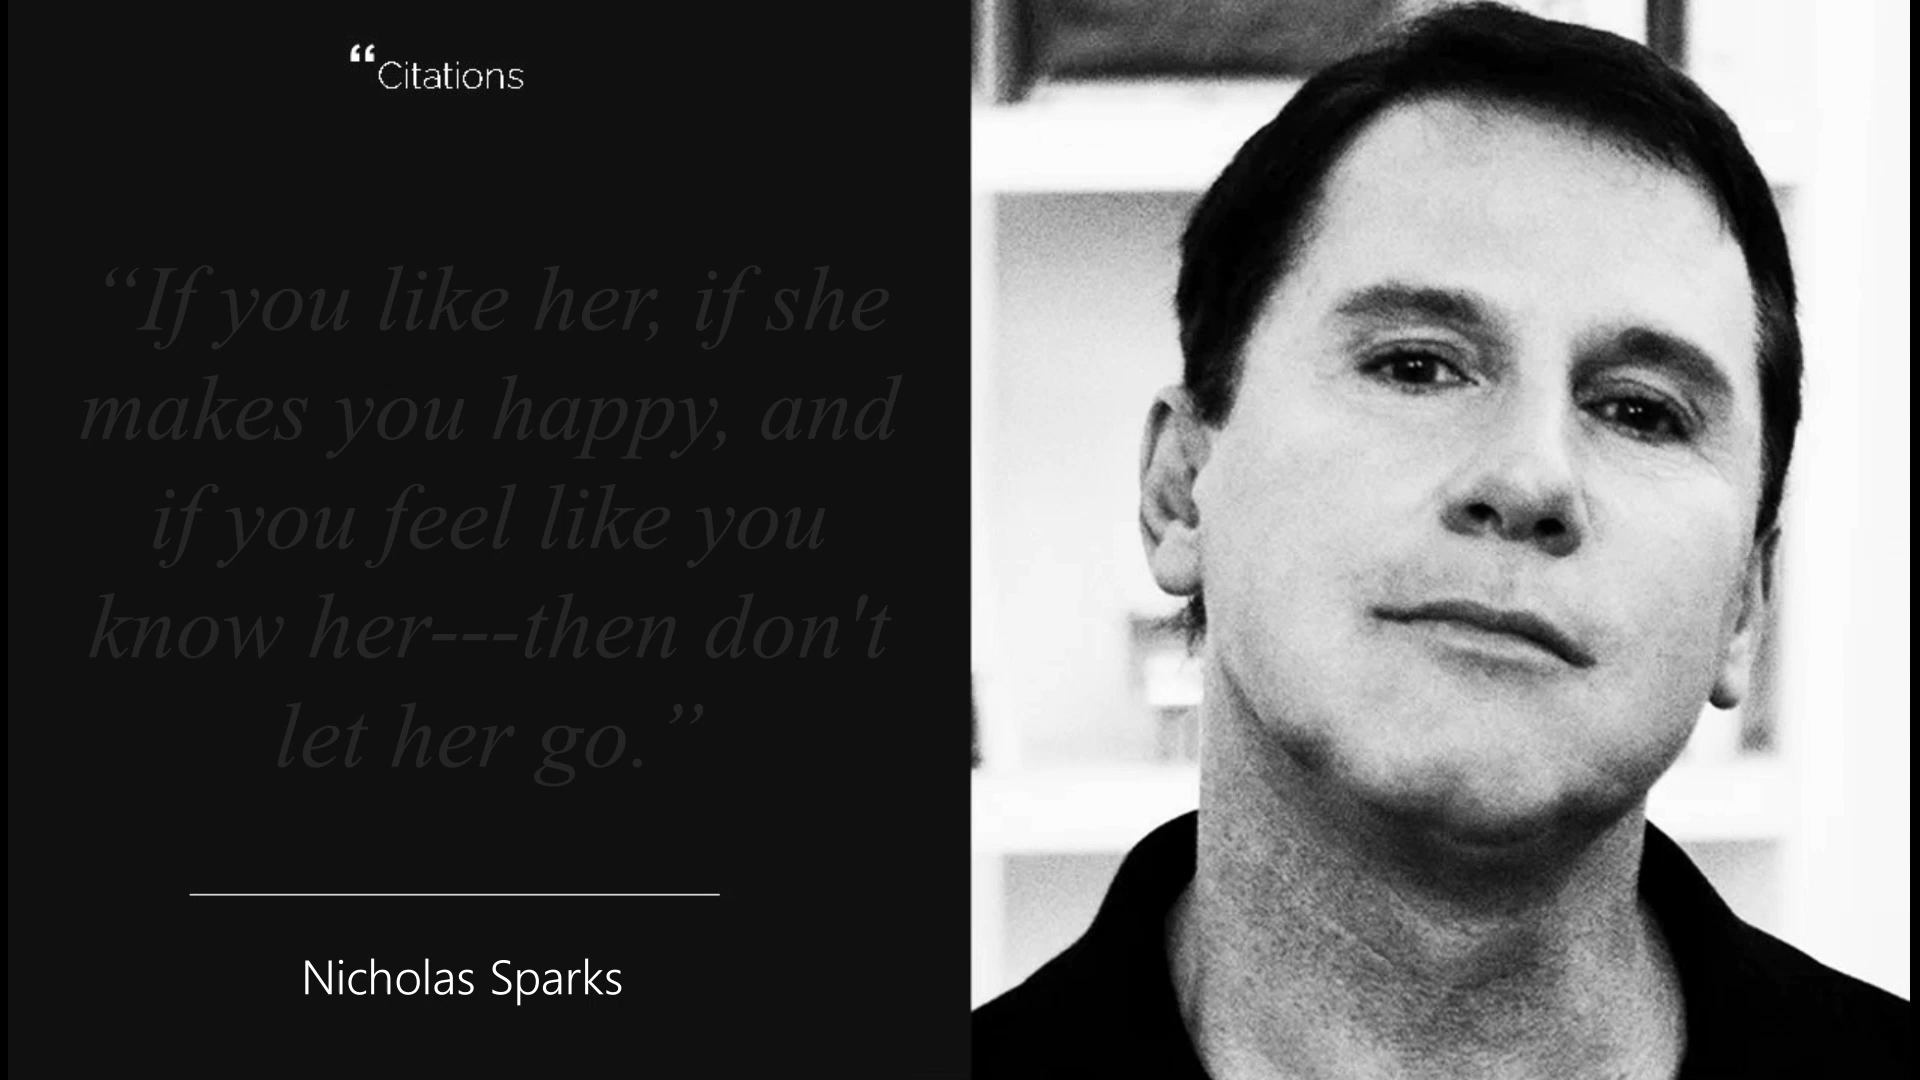 “Citations
“If you like her, if she
makes you happy, and
if you feel like you
know her---then don't
let her go.”
Nicholas Sparks